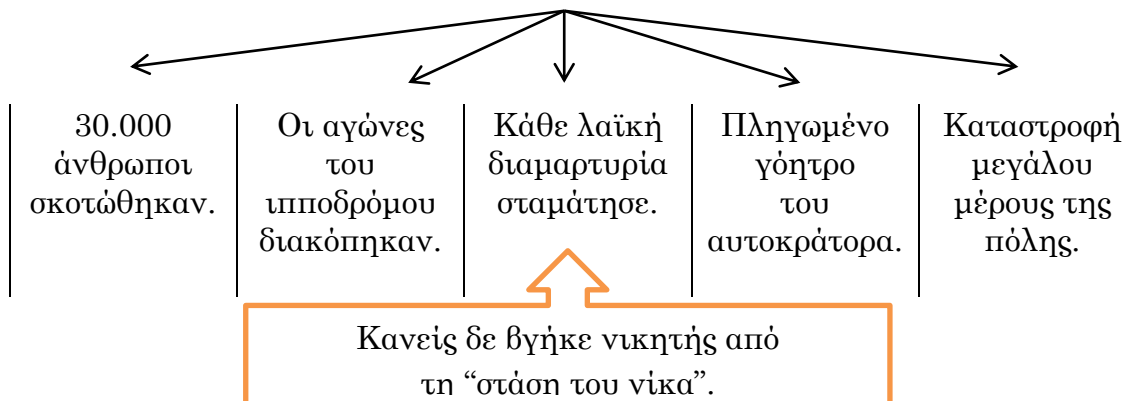 30.000
άνθρωποι
σκοτώθηκαν.
Οι αγώνες
του
ιπποδρόμου
διακόπηκαν.
Κάθε λαϊκή
διαμαρτυρία
σταμάτησε.
Πληγωμένο
γόητρο
του
αυτοκράτορα.
Καταστροφή
μεγάλου
μέρους της
πόλης.
Κανείς δε βγήκε νικητής από
τη “στάση του νίκα”.